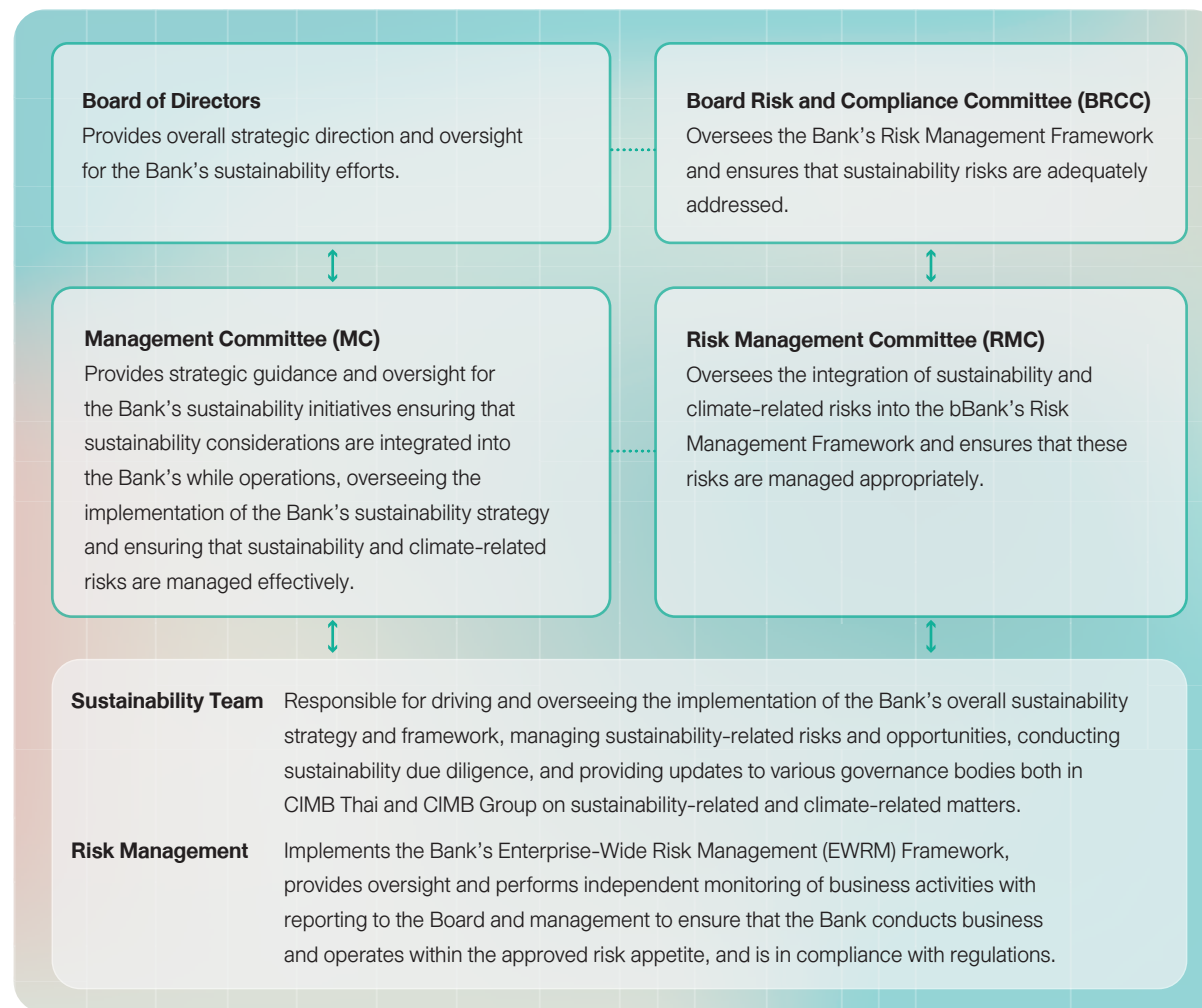 Board of Directors
Provides overall strategic direction and oversight
for the Bank's sustainability efforts.
Board Risk and Compliance Committee (BRCC)
Oversees the Bank's Risk Management Framework
and ensures that sustainability risks are adequately
addressed.
Management Committee (MC)
Provides strategic guidance and oversight for
the Bank's sustainability initiatives ensuring that
sustainability considerations are integrated into
the Bank's while operations, overseeing the
implementation of the Bank's sustainability strategy
and ensuring that sustainability and climate-related
risks are managed effectively.
Risk Management Committee (RMC)
Oversees the integration of sustainability and
climate-related risks into the bBank's Risk
Management Framework and ensures that these
risks are managed appropriately.
Sustainability Team Responsible for driving and overseeing the implementation of the Bank's overall sustainability
strategy and framework, managing sustainability-related risks and opportunities, conducting
sustainability due diligence, and providing updates to various governance bodies both in
CIMB Thai and CIMB Group on sustainability-related and climate-related matters.
Risk Management Implements the Bank's Enterprise-Wide Risk Management (EWRM) Framework,
provides oversight and performs independent monitoring of business activities with
reporting to the Board and management to ensure that the Bank conducts business
and operates within the approved risk appetite, and is in compliance with regulations.